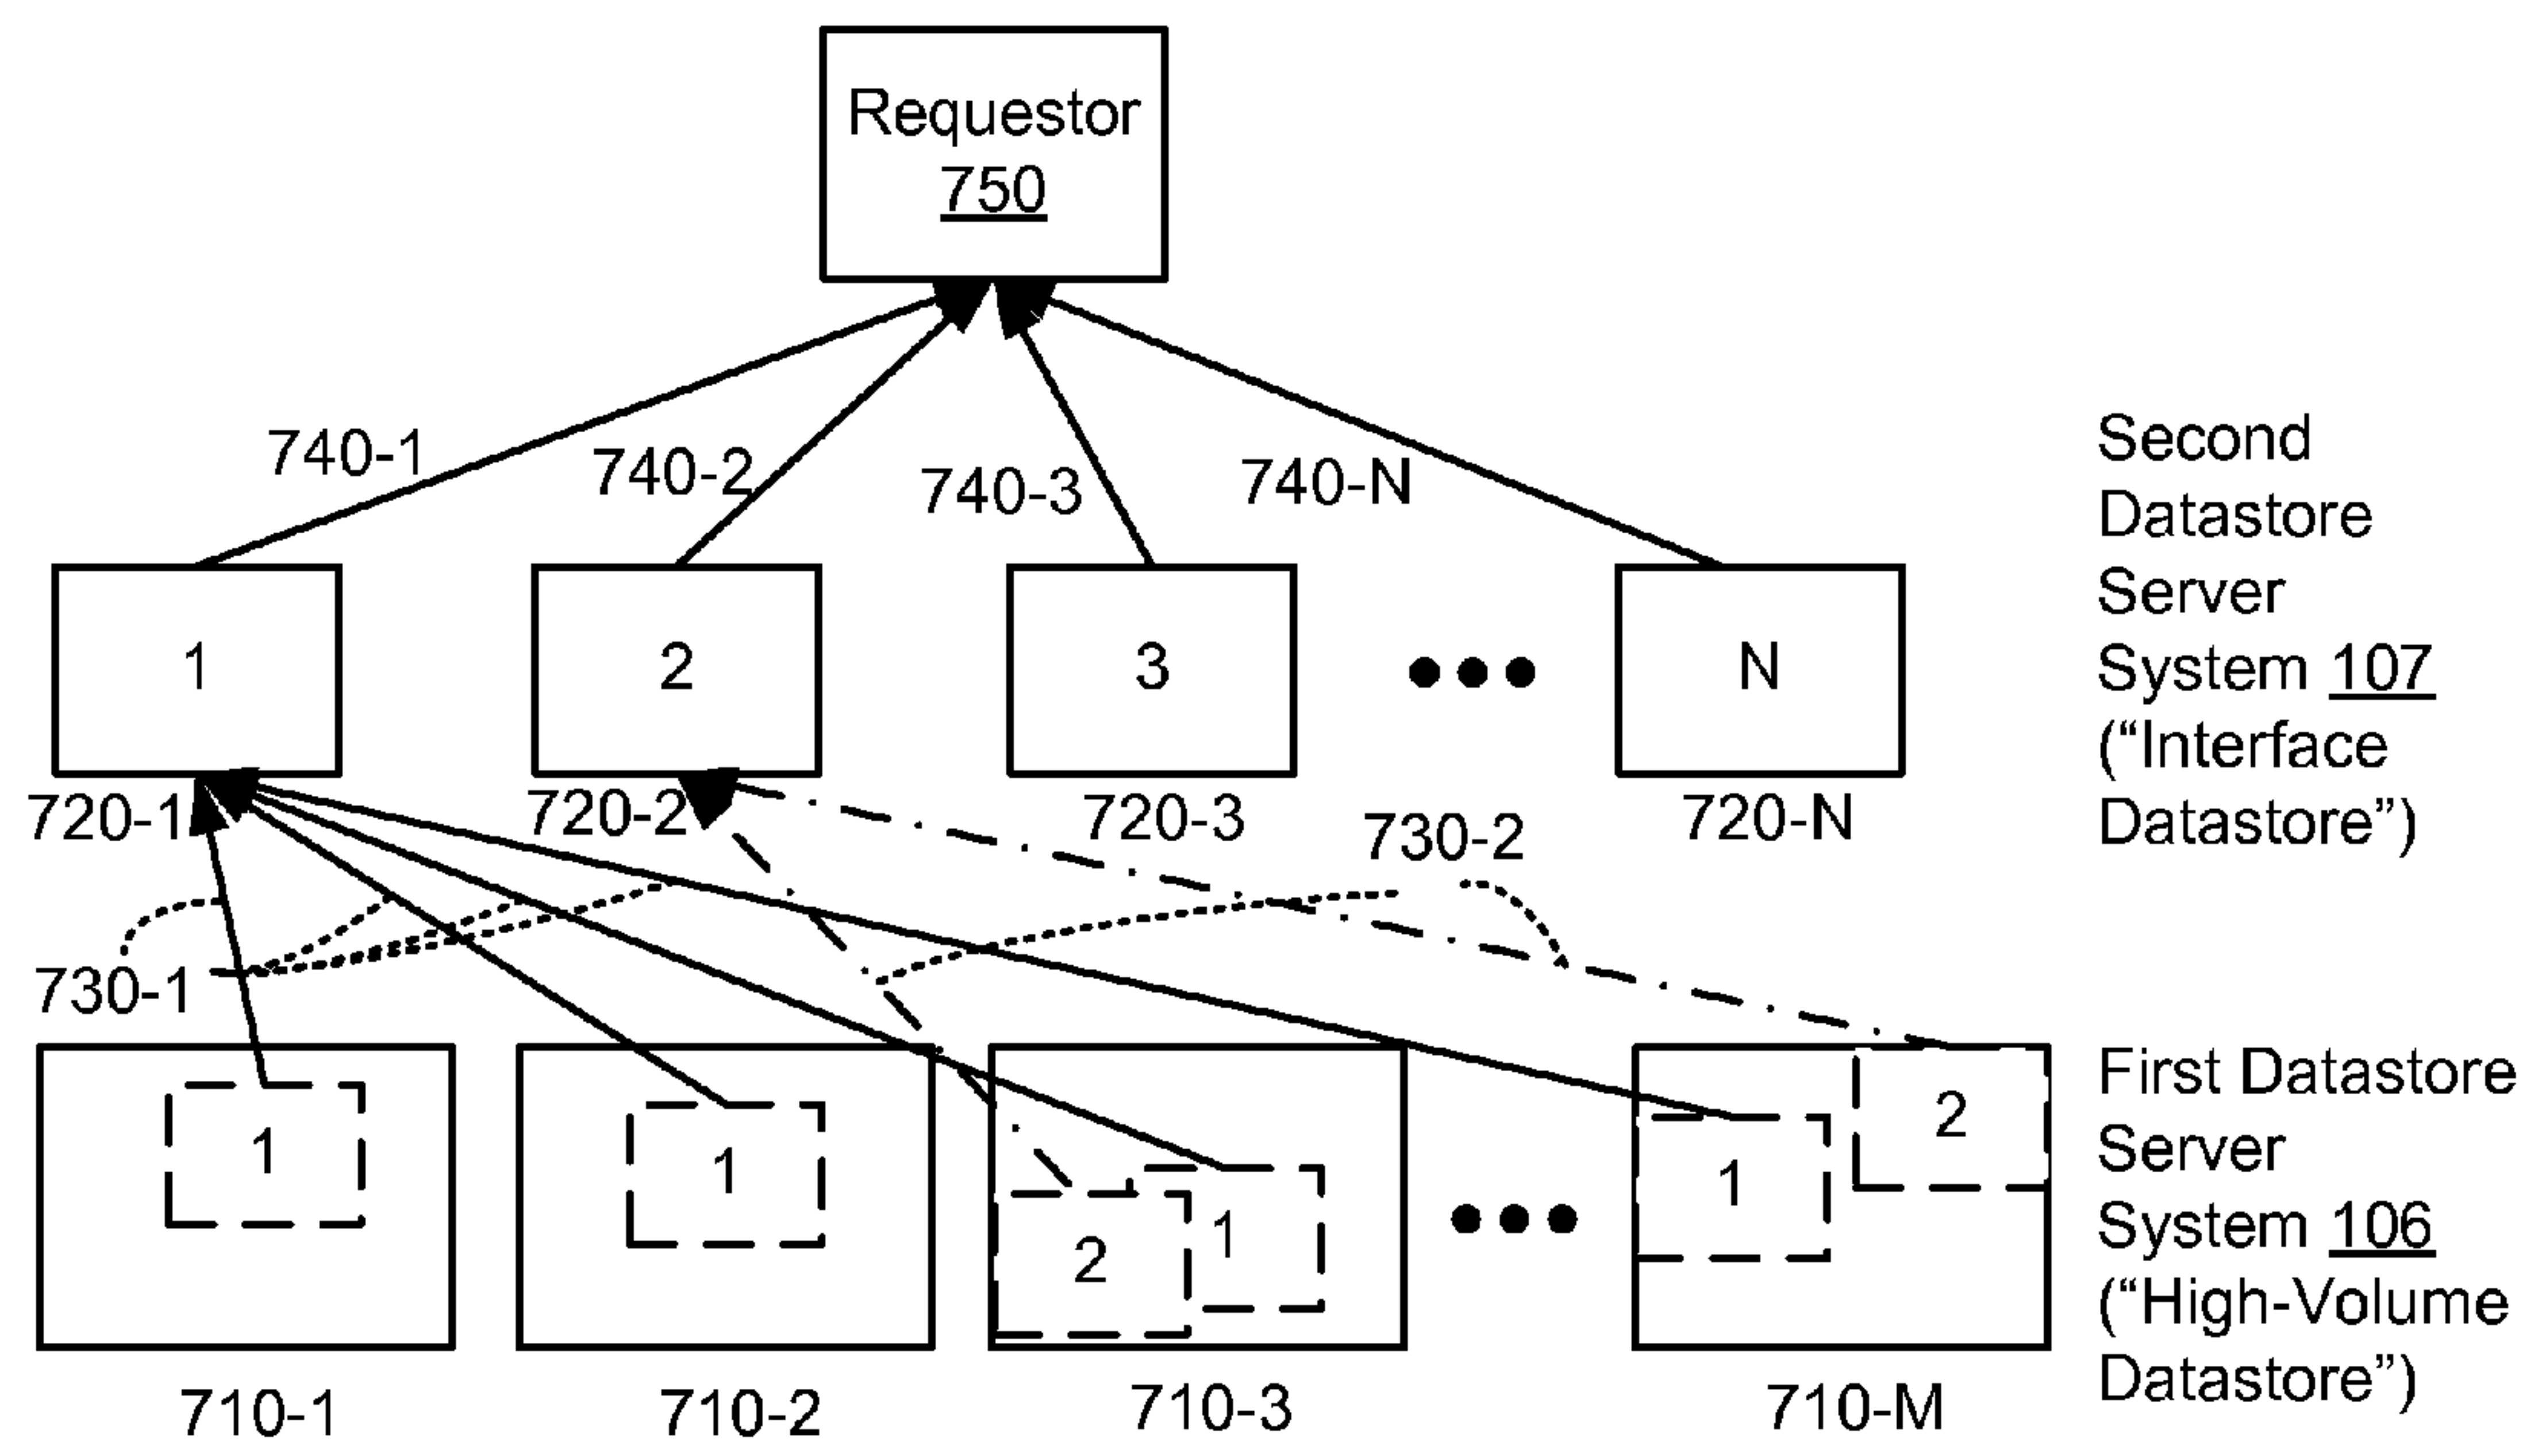 Requestor
750
740-1
740-2
740-3
740-N
Second
Datastore
Server
System 107
(“Interface
Datastore”)
1
2
3
N
720-1
720-2
720-3
720-N
730-2
730-1
First Datastore
Server
System 106
(“High-Volume
Datastore”)
1
1
2
1
1
2
710-1
710-2
710-3
710-M